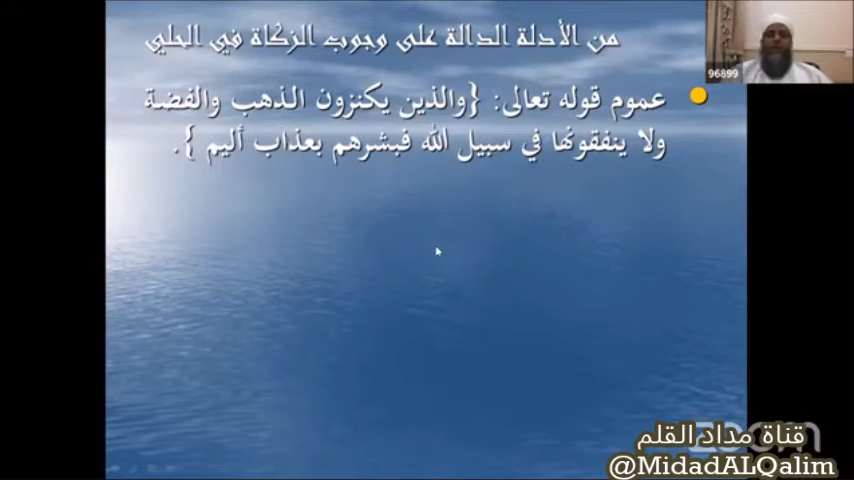 من الأدلة الدالة على وجوب الزكاة في الحلي
عموم قوله تعالى: {والذين يكنزون الذهب والفضة
ولا ينفقونها في سبيل الله فبشرهم بعذاب أليم }.
96899
zoom
قناة مداد القلم
@MidadALQalim